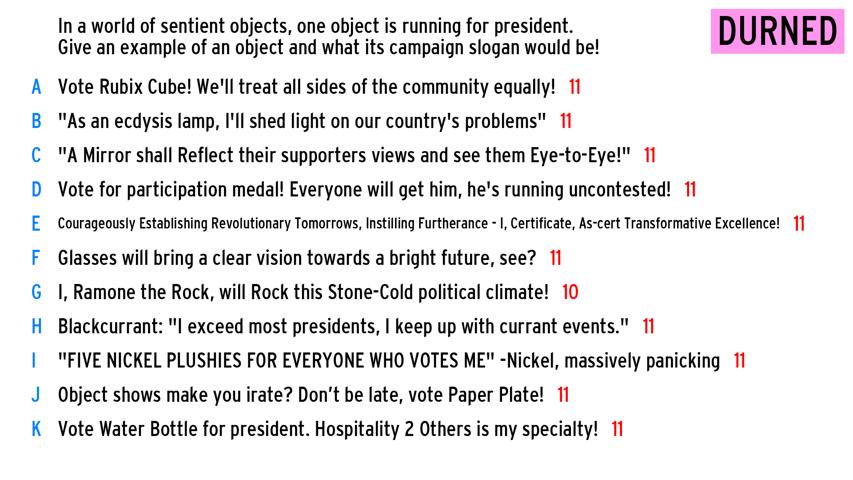 In a world of sentient objects, one object is running for president.
Give an example of an object and what its campaign slogan would be!
DURNED
A Vote Rubix Cube! We'll treat all sides of the community equally! 11
B "As an ecdysis lamp, I'll shed light on our country's problems" 11
C "A Mirror shall Reflect their supporters views and see them Eye-to-Eye!" 11
D Vote for participation medal! Everyone will get him, he's running uncontested! 11
E Courageously Establishing Revolutionary Tomorrows, Instilling Furtherance - I, Certificate, As-cert Transformative Excellence! 11
F Glasses will bring a clear vision towards a bright future, see? 11
G I, Ramone the Rock, will Rock this Stone-Cold political climate! 10
H Blackcurrant: "I exceed most presidents, I keep up with currant events." 11
I "FIVE NICKEL PLUSHIES FOR EVERYONE WHO VOTES ME" -Nickel, massively panicking 11
J Object shows make you irate? Don’t be late, vote Paper Plate! 11
K Vote Water Bottle for president. Hospitality 2 Others is my specialty! 11